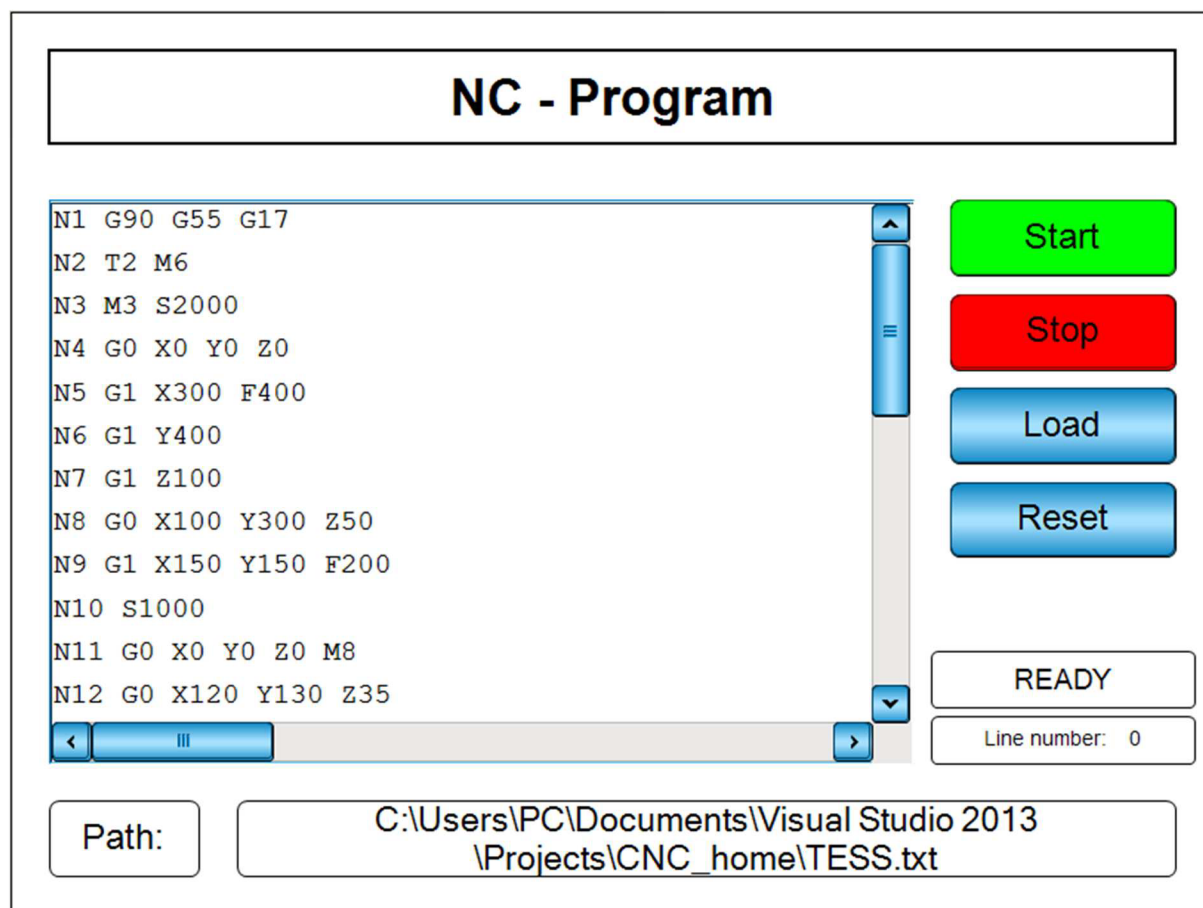 NC - Program
N1 G90 G55 G17
N2 T2 M6
N3 M3 S2000
N4 G0 X0 Y0 Z0
N5 G1 X300 F400
N6 G1 Y400
N7 G1 Z100
N8 G0 X100 Y300 Z50
N9 G1 X150 Y150 F200
N10 S1000
N11 G0 X0 Y0 Z0 M8
N12 G0 X120 Y130 Z35
Start
Stop
Load
Reset
READY
Line number: 0
Path:
C:\Users\PC\Documents\Visual Studio 2013
\Projects\CNC_home\TESS.txt